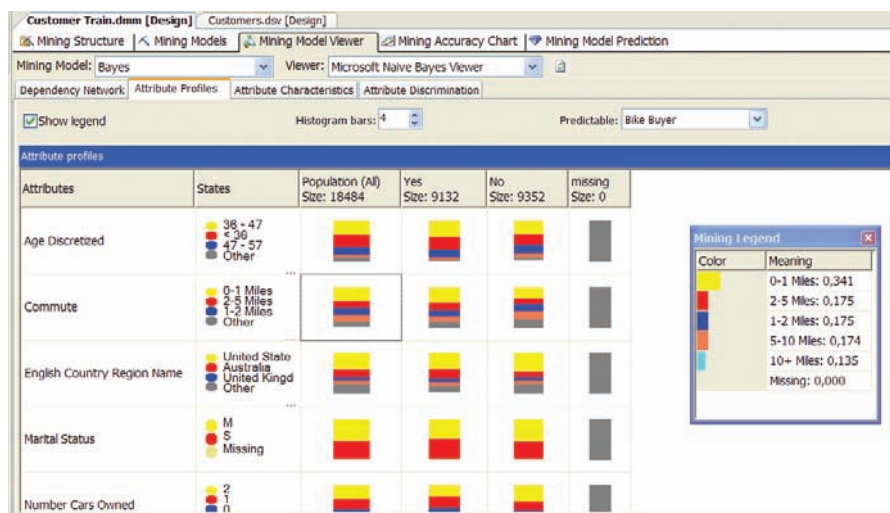 Customer Train.dmm [Design] Customers.dsv [Design]
Mining Structure Mining Models Mining Model Viewer Mining Accuracy Chart Mining Model Prediction
Mining Model: Bayes Viewer: Microsoft Naive Bayes Viewer
Dependency Network Attribute Profiles Attribute Characteristics Attribute Discrimination
Show legend Histogram bars: 4 Predictable: Bike Buyer
Attribute profiles
Attributes States Population (All) Size: 18484 Yes Size: 9132 No Size: 9352 missing Size: 0
Age Discretized
36 - 47
< 36
47 - 57
Other
...
Commute
0-1 Miles
2-5 Miles
1-2 Miles
Other
English Country Region Name
United State
Australia
United Kingd
Other
...
Marital Status
M
S
Missing
Number Cars Owned
2
1
0
Mining Legend
Color Meaning
0-1 Miles: 0,341
2-5 Miles: 0,175
1-2 Miles: 0,175
5-10 Miles: 0,174
10+ Miles: 0,135
Missing: 0,000